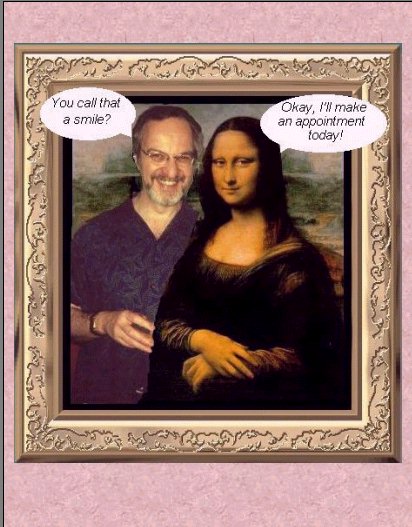 You call that
a smile?
Okay, I'll make
an appointment
today!